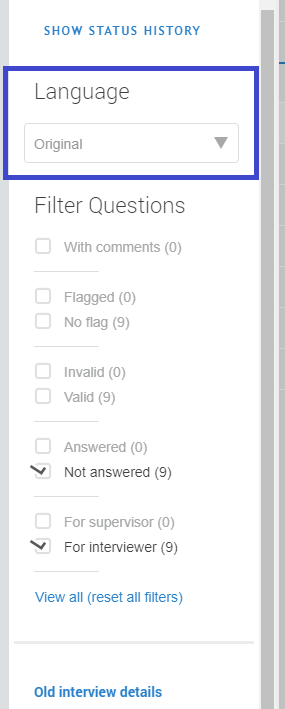 SHOW STATUS HISTORY
Language
Original
Filter Questions
With comments (0)
Flagged (0)
No flag (9)
Invalid (0)
Valid (9)
Answered (0)
Not answered (9)
For supervisor (0)
For interviewer (9)
View all (reset all filters)
Old interview details